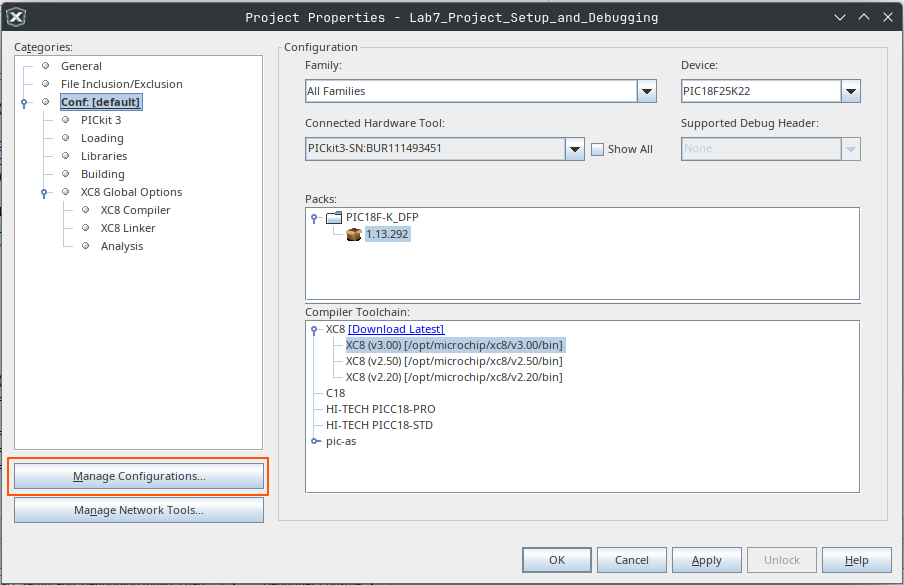 Project Properties - Lab7_Project_Setup_and_Debugging
Categories:
General
File Inclusion/Exclusion
Conf: [default]
PICkit 3
Loading
Libraries
Building
XC8 Global Options
XC8 Compiler
XC8 Linker
Analysis
Manage Configurations...
Manage Network Tools...
Configuration
Family:
Device:
All Families
PIC18F25K22
Connected Hardware Tool:
Supported Debug Header:
PICkit3-SN:BUR111493451
Show All
None
Packs:
PIC18F-K_DFP
1.13.292
Compiler Toolchain:
XC8 [Download Latest]
XC8 (v3.00) [/opt/microchip/xc8/v3.00/bin]
XC8 (v2.50) [/opt/microchip/xc8/v2.50/bin]
XC8 (v2.20) [/opt/microchip/xc8/v2.20/bin]
C18
HI-TECH PICC18-PRO
HI-TECH PICC18-STD
pic-as
OK
Cancel
Apply
Unlock
Help